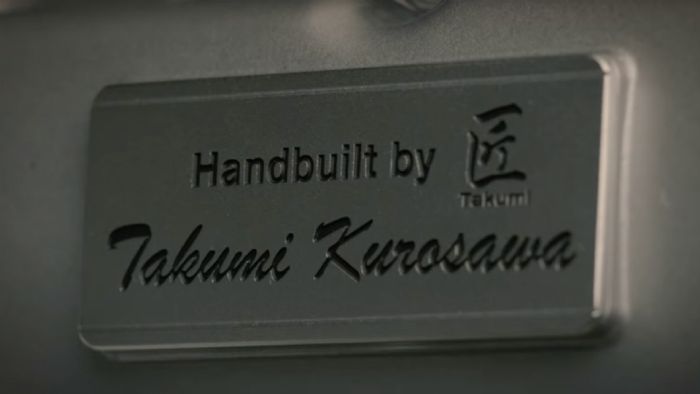 Handbuilt by 匠
Takumi
Takumi Kurosawa